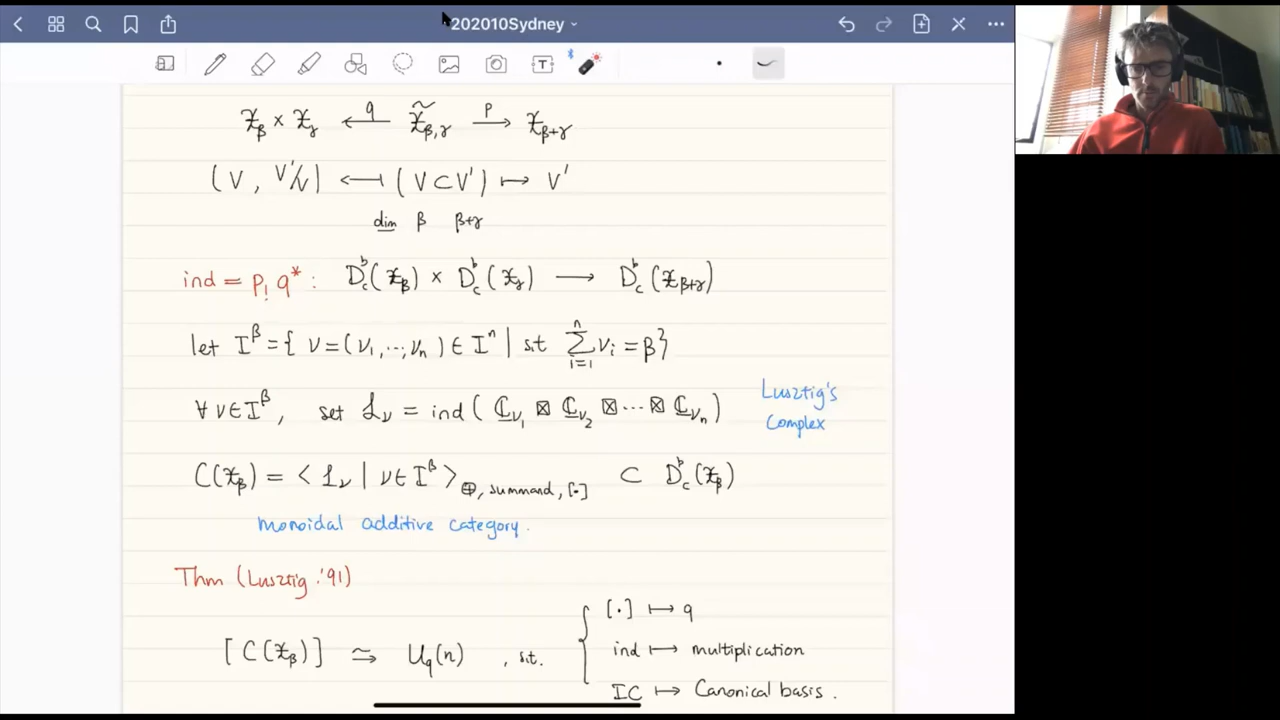 202010Sydney
𝔛_β × 𝔛_γ ←q— 𝔛̃_{β,γ} —p→ 𝔛_{β+γ}
(V, V'/V) ⟵| (V ⊂ V') ⟼ V'
dim β β+γ
ind = p_! q^* : D^b_c(𝔛_β) × D^b_c(𝔛_γ) ⟶ D^b_c(𝔛_{β+γ})
let I^β = { ν = (ν_1, ..., ν_n) ∈ I^n | s.t ∑_{i=1}^n ν_i = β }
∀ ν ∈ I^β, set 𝓛_ν = ind ( ℂ_{ν_1} ⊠ ℂ_{ν_2} ⊠ ... ⊠ ℂ_{ν_n} ) Lusztig's
Complex
C(𝔛_β) = < 𝓛_ν | ν ∈ I^β >_{⊕, summand, [·]} ⊂ D^b_c(𝔛_β)
monoidal additive category.
Thm (Lusztig '91)
[·] ⟼ q
[C(𝔛_β)] ≃ U_q(n) , s.t. ind ⟼ multiplication
IC ⟼ Canonical basis.